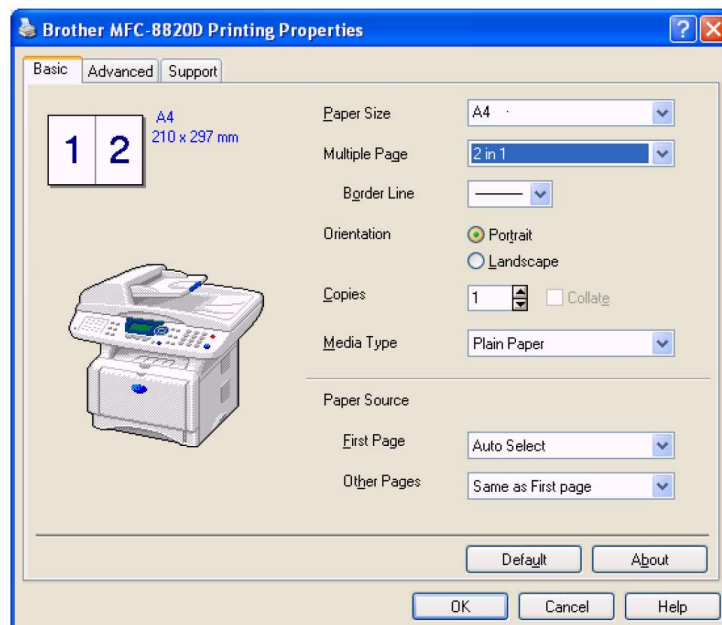 Brother MFC-8820D Printing Properties
Basic Advanced Support
1 2
A4
210 x 297 mm
Paper Size A4
Multiple Page 2 in 1
Border Line
Orientation Portrait
Landscape
Copies 1 Collate
Media Type Plain Paper
Paper Source
First Page Auto Select
Other Pages Same as First page
Default About
OK Cancel Help